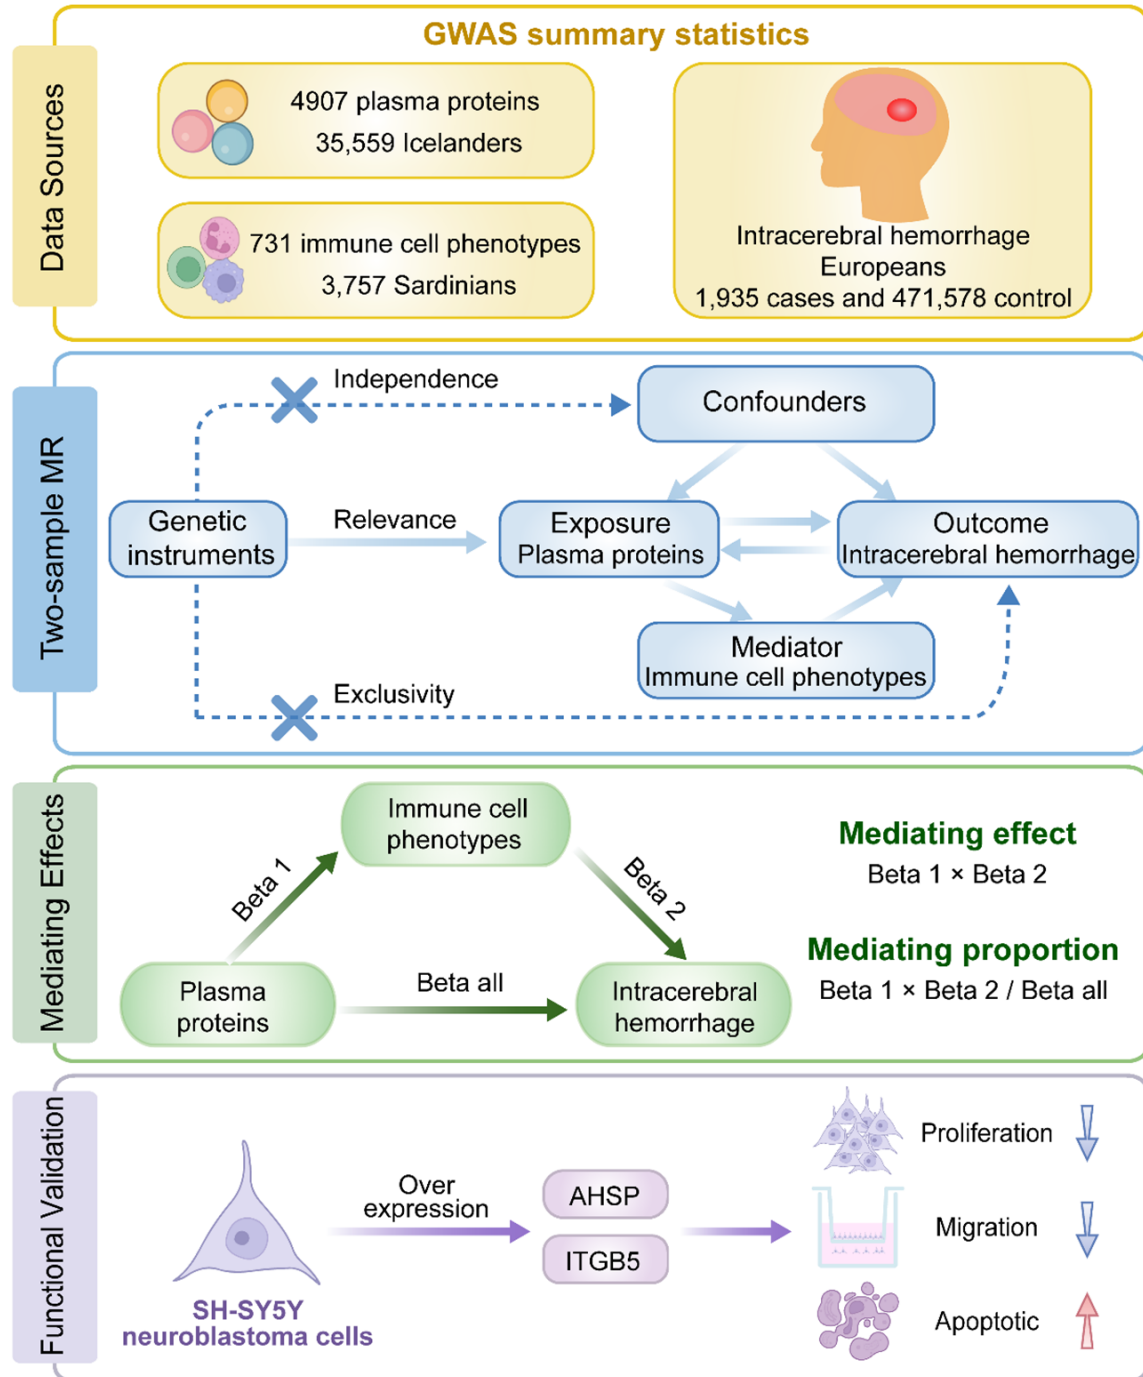 Data Sources
GWAS summary statistics
4907 plasma proteins
35,559 Icelanders
731 immune cell phenotypes
3,757 Sardinians
Intracerebral hemorrhage
Europeans
1,935 cases and 471,578 control
Two-sample MR
Independence
Confounders
Genetic
instruments
Relevance
Exposure
Plasma proteins
Outcome
Intracerebral hemorrhage
Mediator
Immune cell phenotypes
Exclusivity
Mediating Effects
Immune cell
phenotypes
Beta 1
Beta 2
Plasma
proteins
Beta all
Intracerebral
hemorrhage
Mediating effect
Beta 1 × Beta 2
Mediating proportion
Beta 1 × Beta 2 / Beta all
Functional Validation
SH-SY5Y
neuroblastoma cells
Over
expression
AHSP
ITGB5
Proliferation
Migration
Apoptotic